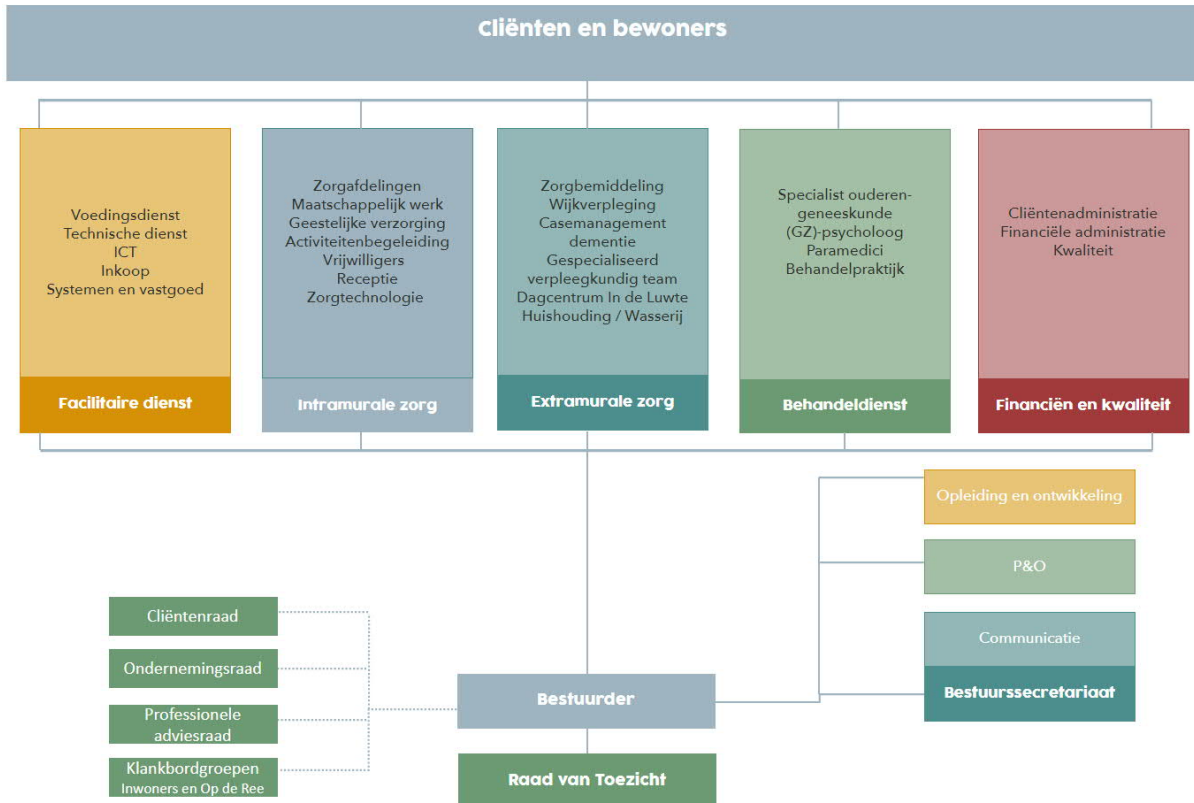 Cliënten en bewoners
Voedingsdienst
Technische dienst
ICT
Inkoop
Systemen en vastgoed
Facilitaire dienst
Zorgafdelingen
Maatschappelijk werk
Geestelijke verzorging
Activiteitenbegeleiding
Vrijwilligers
Receptie
Zorgtechnologie
Intramurale zorg
Zorgbemiddeling
Wijkverpleging
Casemanagement
dementie
Gespecialiseerd
verpleegkundig team
Dagcentrum In de Luwte
Huishouding / Wasserij
Extramurale zorg
Specialist ouderen-
geneeskunde
(GZ)-psycholoog
Paramedici
Behandelpraktijk
Behandeldienst
Cliëntenadministratie
Financiële administratie
Kwaliteit
Financiën en kwaliteit
Opleiding en ontwikkeling
P&O
Communicatie
Bestuurssecretariaat
Cliëntenraad
Ondernemingsraad
Professionele
adviesraad
Klankbordgroepen
Inwoners en Op de Ree
Bestuurder
Raad van Toezicht